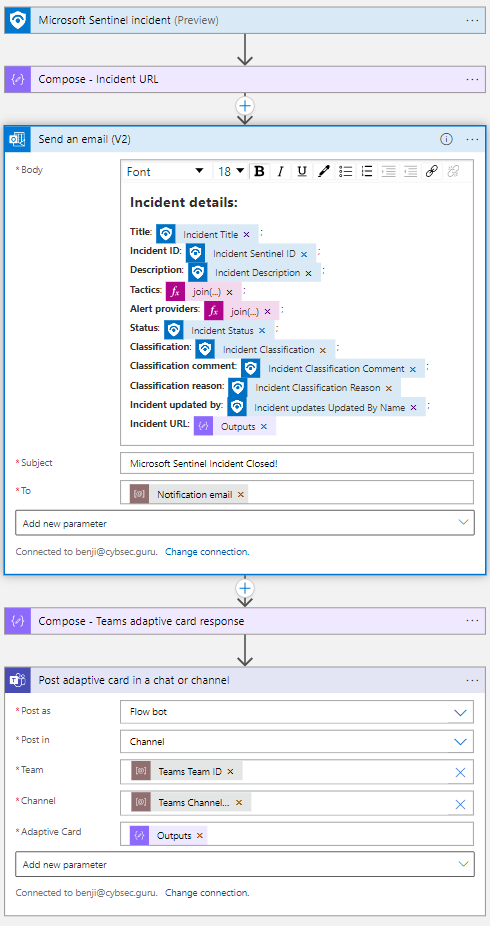 Microsoft Sentinel incident (Preview)
Compose - Incident URL
Send an email (V2)
* Body
Font 18 B I U
Incident details:
Title: Incident Title × ;
Incident ID: Incident Sentinel ID × ;
Description: Incident Description × ;
Tactics: fx join(...) × ;
Alert providers: fx join(...) × ;
Status: Incident Status × ;
Classification: Incident Classification × ;
Classification comment: Incident Classification Comment × ;
Classification reason: Incident Classification Reason ×
Incident updated by: Incident updates Updated By Name × ;
Incident URL: Outputs ×
* Subject Microsoft Sentinel Incident Closed!
* To Notification email ×
Add new parameter
Connected to benji@cybsec.guru. Change connection.
Compose - Teams adaptive card response
Post adaptive card in a chat or channel
* Post as Flow bot
* Post in Channel
* Team Teams Team ID ×
* Channel Teams Channel... ×
* Adaptive Card Outputs ×
Add new parameter
Connected to benji@cybsec.guru. Change connection.